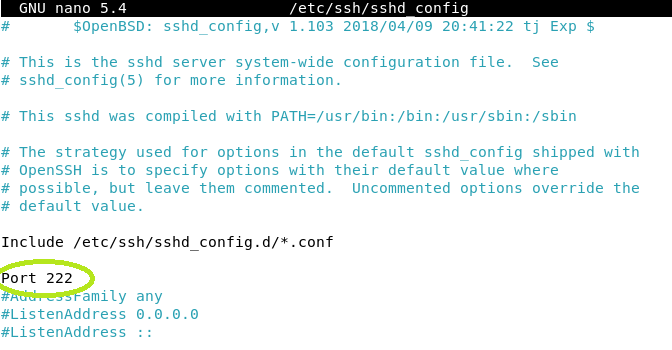 GNU nano 5.4 /etc/ssh/sshd_config
# $OpenBSD: sshd_config,v 1.103 2018/04/09 20:41:22 tj Exp $
# This is the sshd server system-wide configuration file. See
# sshd_config(5) for more information.
# This sshd was compiled with PATH=/usr/bin:/bin:/usr/sbin:/sbin
# The strategy used for options in the default sshd_config shipped with
# OpenSSH is to specify options with their default value where
# possible, but leave them commented. Uncommented options override the
# default value.
Include /etc/ssh/sshd_config.d/*.conf
Port 222
#AddressFamily any
#ListenAddress 0.0.0.0
#ListenAddress ::